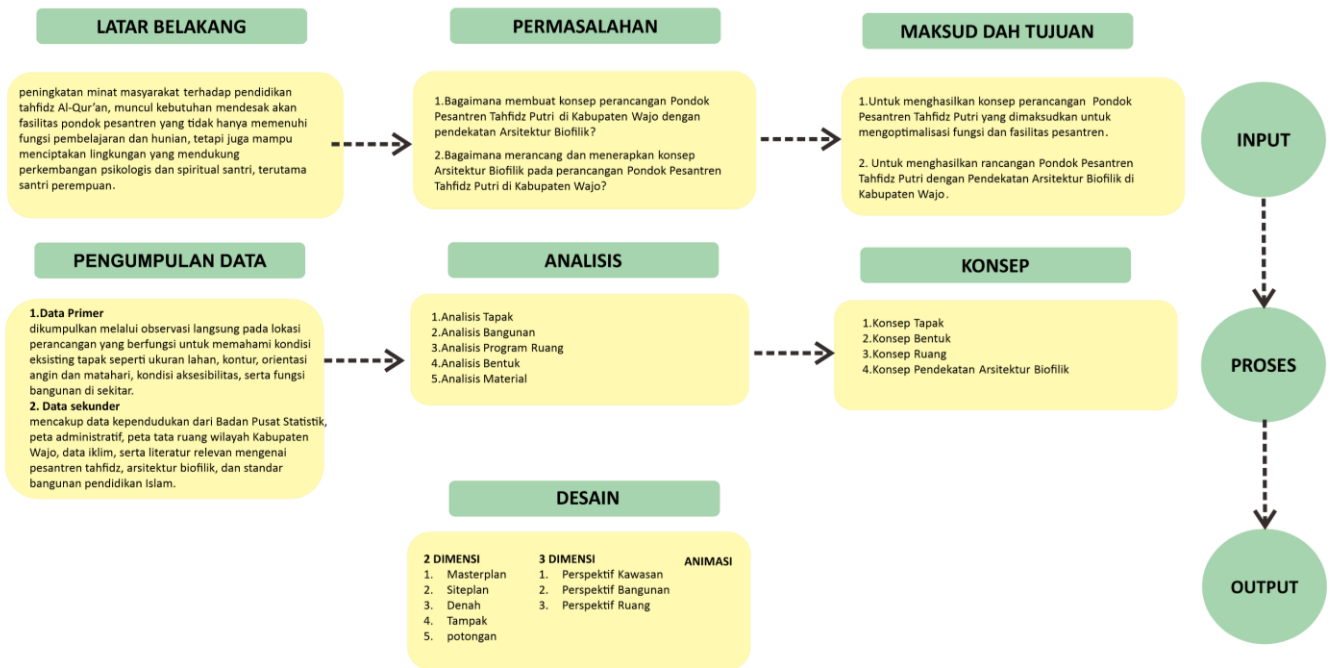 LATAR BELAKANG
peningkatan minat masyarakat terhadap pendidikan
tahfidz Al-Qur'an, muncul kebutuhan mendesak akan
fasilitas pondok pesantren yang tidak hanya memenuhi
fungsi pembelajaran dan hunian, tetapi juga mampu
menciptakan lingkungan yang mendukung
perkembangan psikologis dan spiritual santri, terutama
santri perempuan.
PERMASALAHAN
1.Bagaimana membuat konsep perancangan Pondok
Pesantren Tahfidz Putri di Kabupaten Wajo dengan
pendekatan Arsitektur Biofilik?
2.Bagaimana merancang dan menerapkan konsep
Arsitektur Biofilik pada perancangan Pondok Pesantren
Tahfidz Putri di Kabupaten Wajo?
MAKSUD DAH TUJUAN
1.Untuk menghasilkan konsep perancangan Pondok
Pesantren Tahfidz Putri yang dimaksudkan untuk
mengoptimalisasi fungsi dan fasilitas pesantren.
2. Untuk menghasilkan rancangan Pondok Pesantren
Tahfidz Putri dengan Pendekatan Arsitektur Biofilik di
Kabupaten Wajo.
INPUT
PENGUMPULAN DATA
1.Data Primer
dikumpulkan melalui observasi langsung pada lokasi
perancangan yang berfungsi untuk memahami kondisi
eksisting tapak seperti ukuran lahan, kontur, orientasi
angin dan matahari, kondisi aksesibilitas, serta fungsi
bangunan di sekitar.
2. Data sekunder
mencakup data kependudukan dari Badan Pusat Statistik,
peta administratif, peta tata ruang wilayah Kabupaten
Wajo, data iklim, serta literatur relevan mengenai
pesantren tahfidz, arsitektur biofilik, dan standar
bangunan pendidikan Islam.
ANALISIS
1.Analisis Tapak
2.Analisis Bangunan
3.Analisis Program Ruang
4.Analisis Bentuk
5.Analisis Material
KONSEP
1.Konsep Tapak
2.Konsep Bentuk
3.Konsep Ruang
4.Konsep Pendekatan Arsitektur Biofilik
PROSES
DESAIN
2 DIMENSI
1. Masterplan
2. Siteplan
3. Denah
4. Tampak
5. potongan
3 DIMENSI
1. Perspektif Kawasan
2. Perspektif Bangunan
3. Perspektif Ruang
ANIMASI
OUTPUT